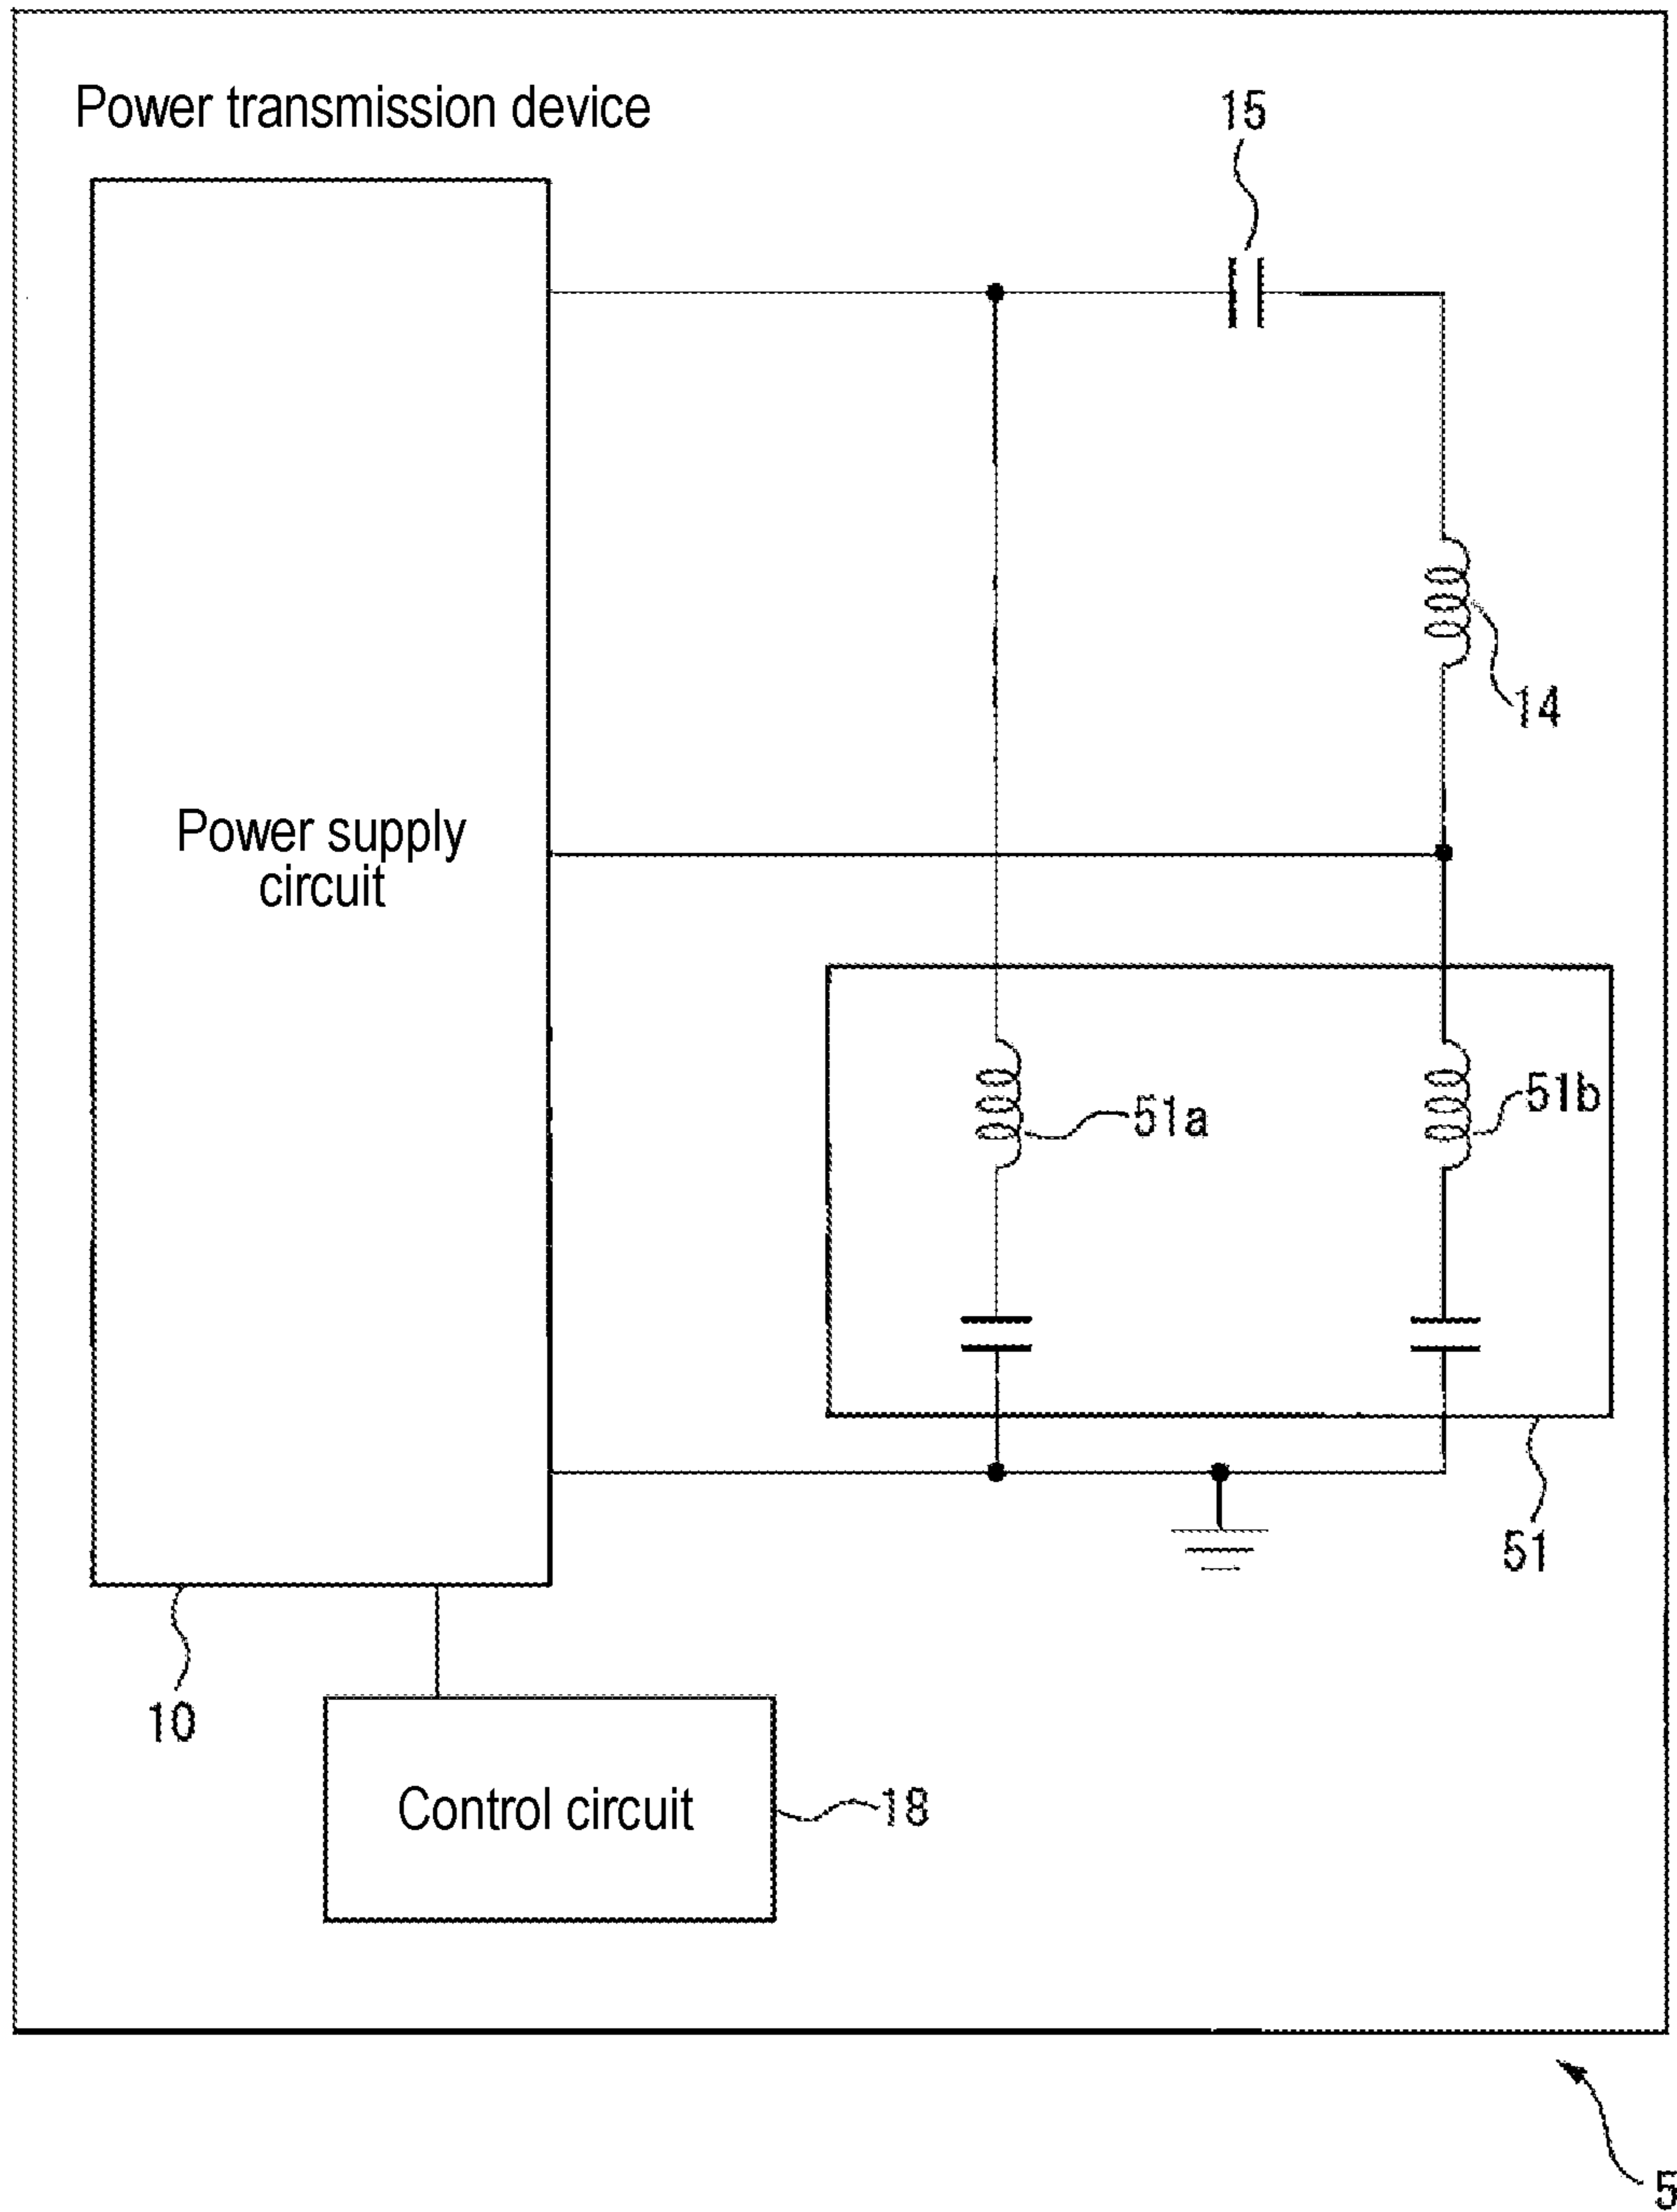 Power transmission device
15
14
Power supply
circuit
51a
51b
51
10
Control circuit
18
5